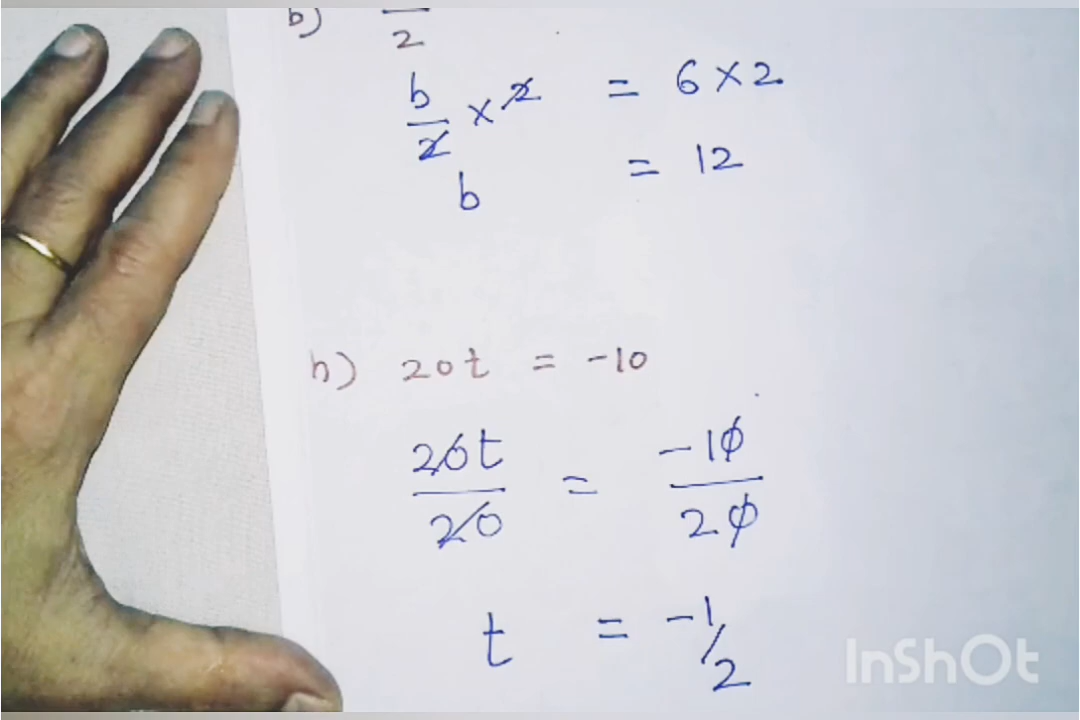 b) /2
b/2 × 2 = 6 × 2
b = 12
h) 20t = -10
20t/20 = -10/20
t = -1/2
InShOt